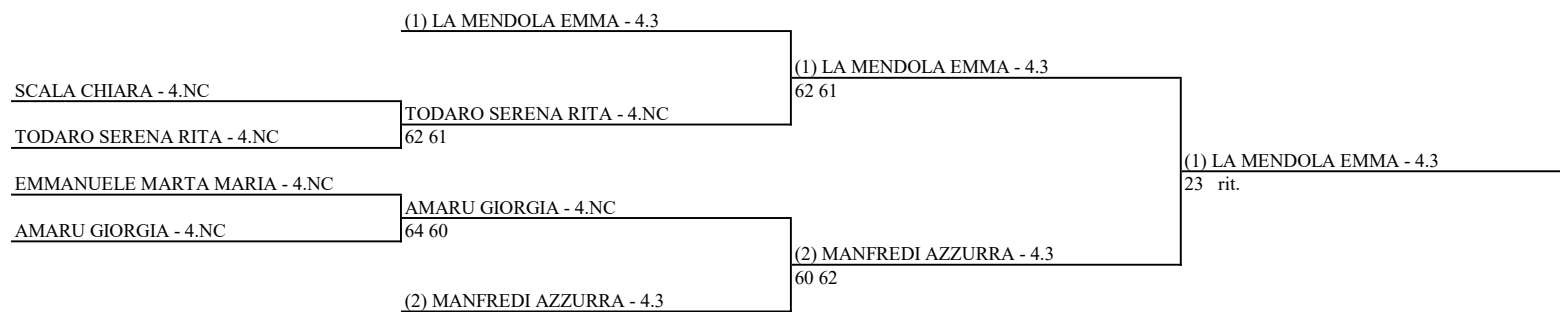 (1) LA MENDOLA EMMA - 4.3
(1) LA MENDOLA EMMA - 4.3
SCALA CHIARA - 4.NC
62 61
TODARO SERENA RITA - 4.NC
TODARO SERENA RITA - 4.NC
62 61
(1) LA MENDOLA EMMA - 4.3
EMMANUELE MARTA MARIA - 4.NC
23 rit.
AMARU GIORGIA - 4.NC
AMARU GIORGIA - 4.NC
64 60
(2) MANFREDI AZZURRA - 4.3
60 62
(2) MANFREDI AZZURRA - 4.3